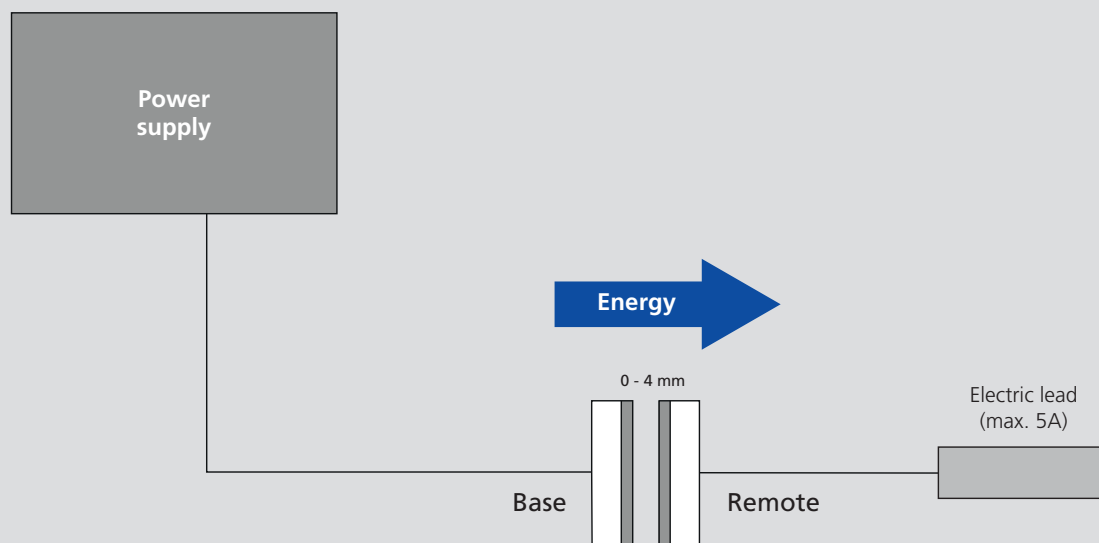 Power
supply
Energy
0 - 4 mm
Electric lead
(max. 5A)
Base
Remote